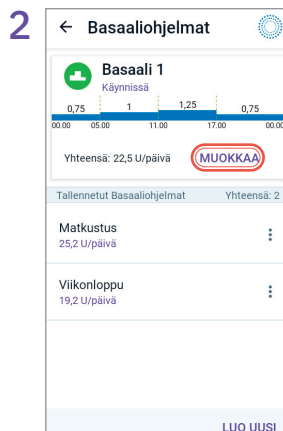 2
Basaaliohjelmat
Basaali 1
Käynnissä
0,75 1 1,25 0,75
00.00 05.00 11.00 17.00 00.00
Yhteensä: 22,5 U/päivä MUOKKAA
Tallennetut Basaaliohjelmat Yhteensä: 2
Matkustus
25,2 U/päivä
Viikonloppu
19,2 U/päivä
LUO UUSI